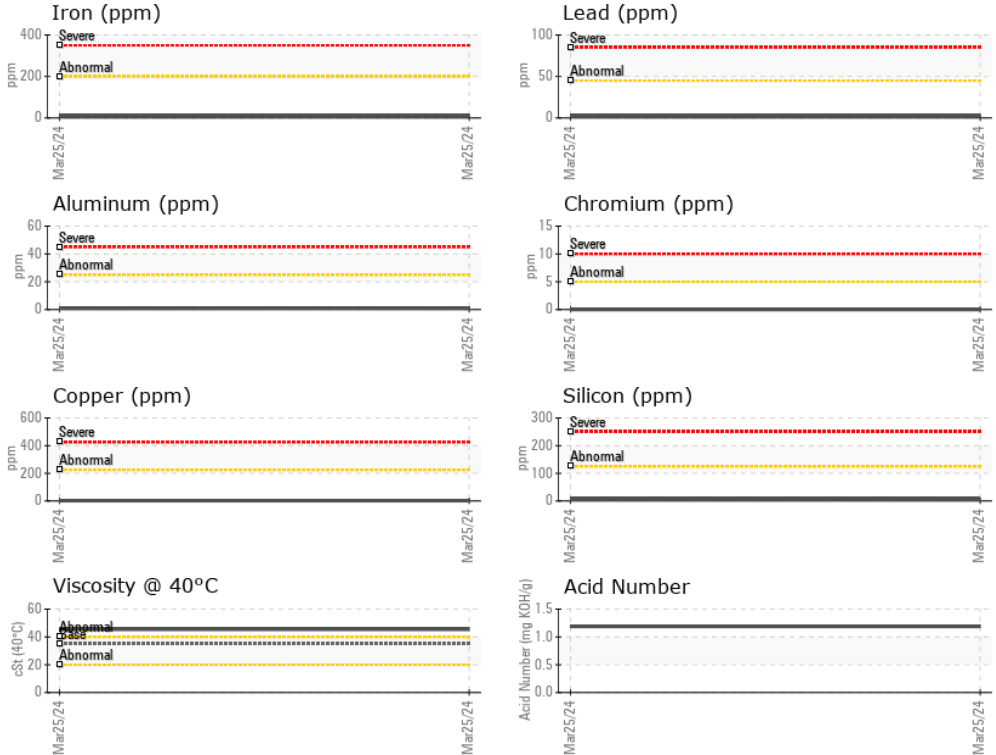 Iron (ppm)
400
Severe
200
Abnormal
0
ppm
Mar25/24
Mar25/24
Lead (ppm)
100
Severe
50
Abnormal
0
ppm
Mar25/24
Mar25/24
Aluminum (ppm)
60
Severe
40
Abnormal
20
0
ppm
Mar25/24
Mar25/24
Chromium (ppm)
15
Severe
10
Abnormal
5
0
ppm
Mar25/24
Mar25/24
Copper (ppm)
600
Severe
400
Abnormal
200
0
ppm
Mar25/24
Mar25/24
Silicon (ppm)
300
Severe
200
Abnormal
100
0
ppm
Mar25/24
Mar25/24
Viscosity @ 40°C
60
Abnormal
40
Base
Abnormal
20
0
cSt (40°C)
Mar25/24
Mar25/24
Acid Number
1.5
1.0
0.5
0.0
Acid Number (mg KOH/g)
Mar25/24
Mar25/24